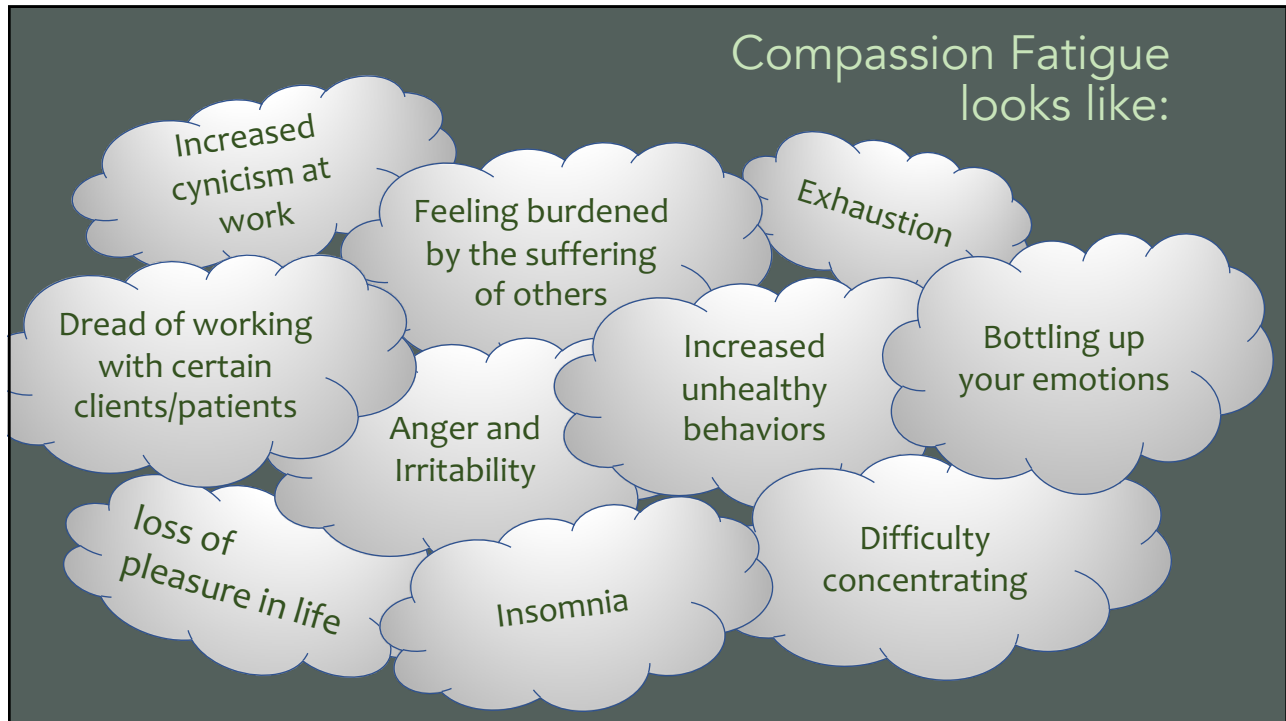 Compassion Fatigue
looks like:
Increased
cynicism at
work
Feeling burdened
by the suffering
of others
Exhaustion
Dread of working
with certain
clients/patients
Anger and
Irritability
Increased
unhealthy
behaviors
Bottling up
your emotions
loss of
pleasure in life
Insomnia
Difficulty
concentrating